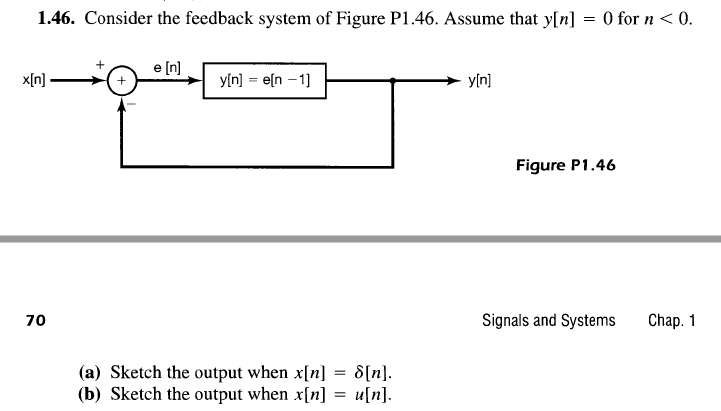 1.46. Consider the feedback system of Figure P1.46. Assume that y[n] = 0 for n < 0.
+
e [n]
x[n]
+
y[n] = e[n − 1]
y[n]
−
Figure P1.46
70
Signals and Systems Chap. 1
(a) Sketch the output when x[n] = δ[n].
(b) Sketch the output when x[n] = u[n].